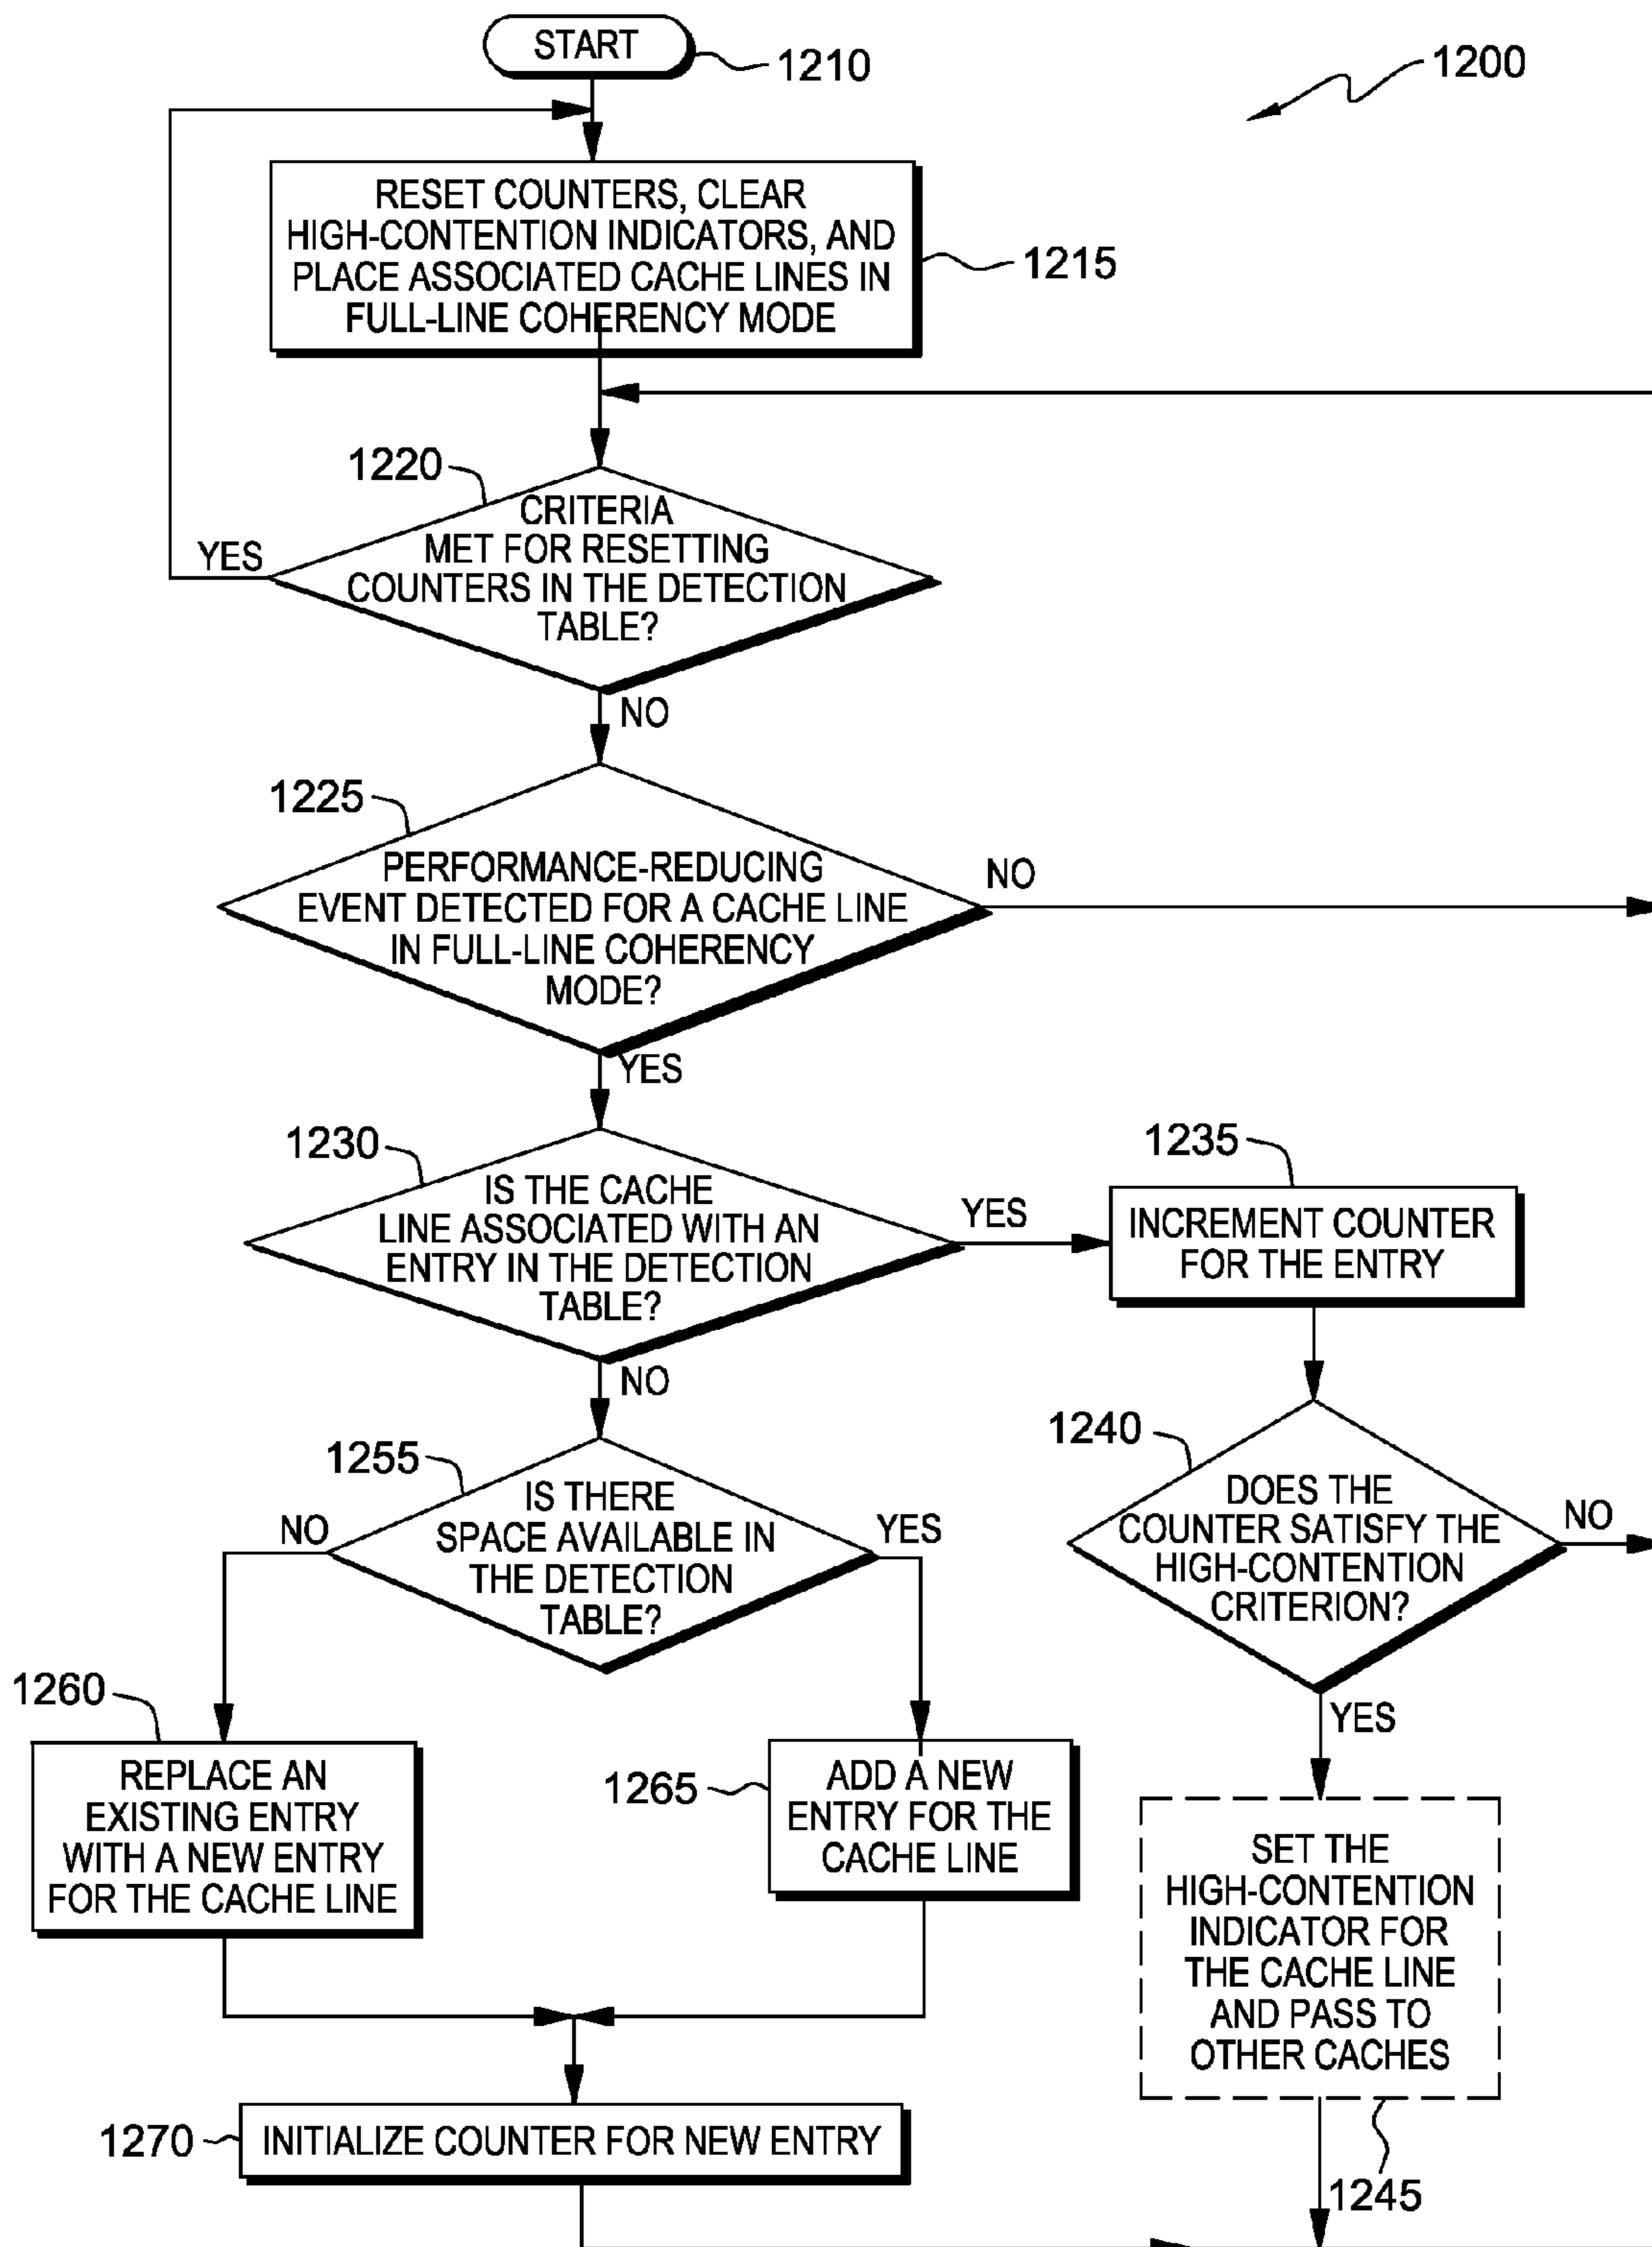 START
1210
1200
RESET COUNTERS, CLEAR
HIGH-CONTENTION INDICATORS, AND
PLACE ASSOCIATED CACHE LINES IN
FULL-LINE COHERENCY MODE
1215
1220
CRITERIA
MET FOR RESETTING
COUNTERS IN THE DETECTION
TABLE?
YES
NO
1225
PERFORMANCE-REDUCING
EVENT DETECTED FOR A CACHE LINE
IN FULL-LINE COHERENCY
MODE?
NO
YES
1230
IS THE CACHE
LINE ASSOCIATED WITH AN
ENTRY IN THE DETECTION
TABLE?
YES
1235
INCREMENT COUNTER
FOR THE ENTRY
NO
1240
DOES THE
COUNTER SATISFY THE
HIGH-CONTENTION
CRITERION?
NO
YES
1255
IS THERE
SPACE AVAILABLE IN
THE DETECTION
TABLE?
NO
YES
1260
REPLACE AN
EXISTING ENTRY
WITH A NEW ENTRY
FOR THE CACHE LINE
1265
ADD A NEW
ENTRY FOR THE
CACHE LINE
SET THE
HIGH-CONTENTION
INDICATOR FOR
THE CACHE LINE
AND PASS TO
OTHER CACHES
1245
1270
INITIALIZE COUNTER FOR NEW ENTRY